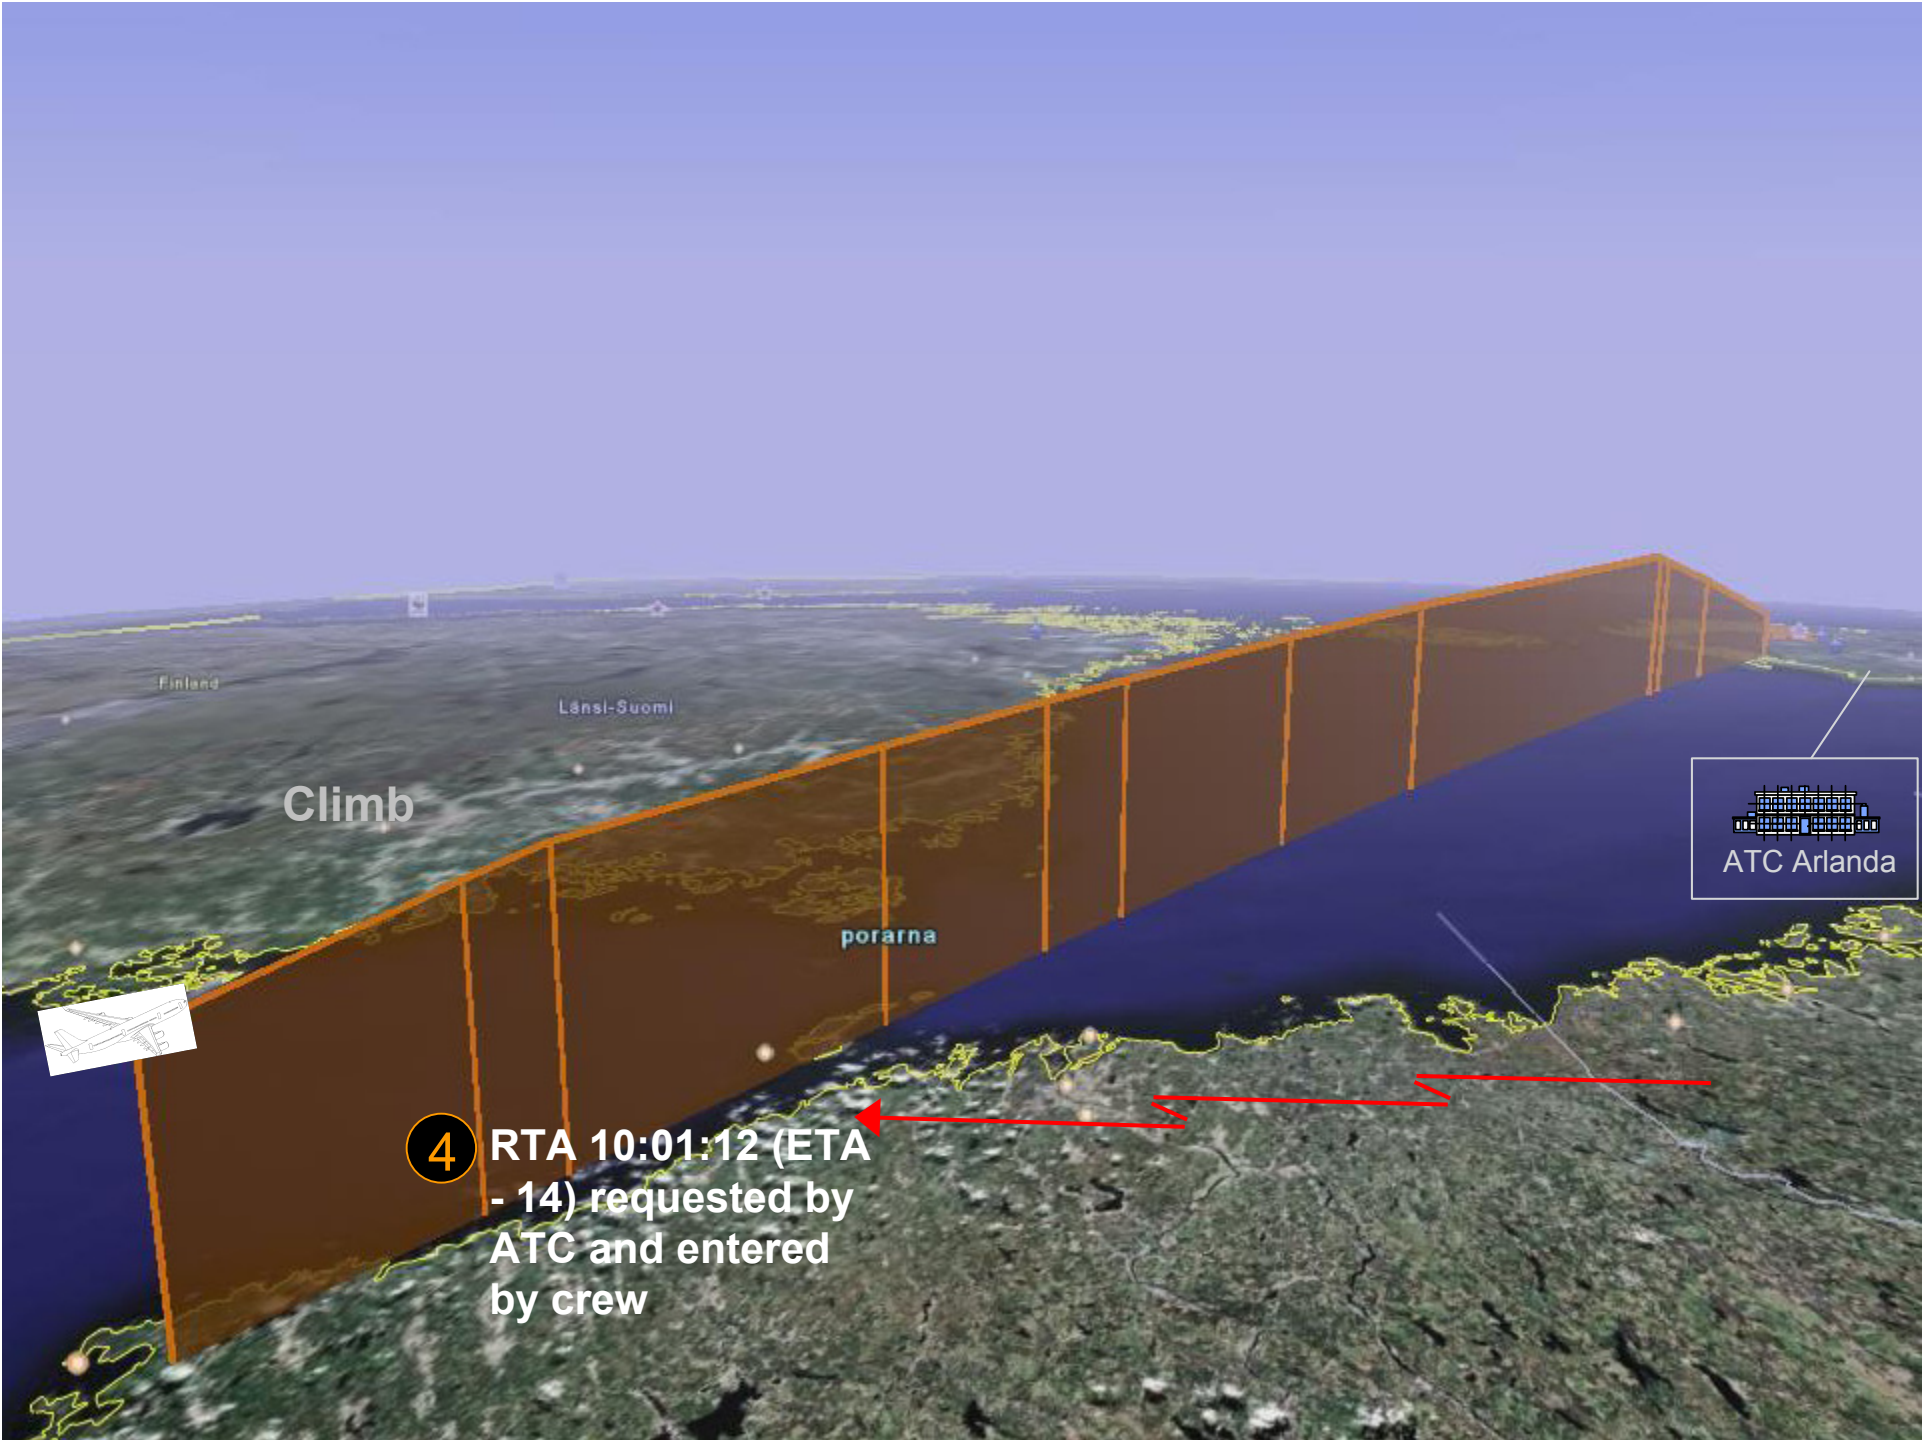 Finland
Länsi-Suomi
Climb
ATC Arlanda
porarna
4
RTA 10:01:12 (ETA
- 14) requested by
ATC and entered
by crew